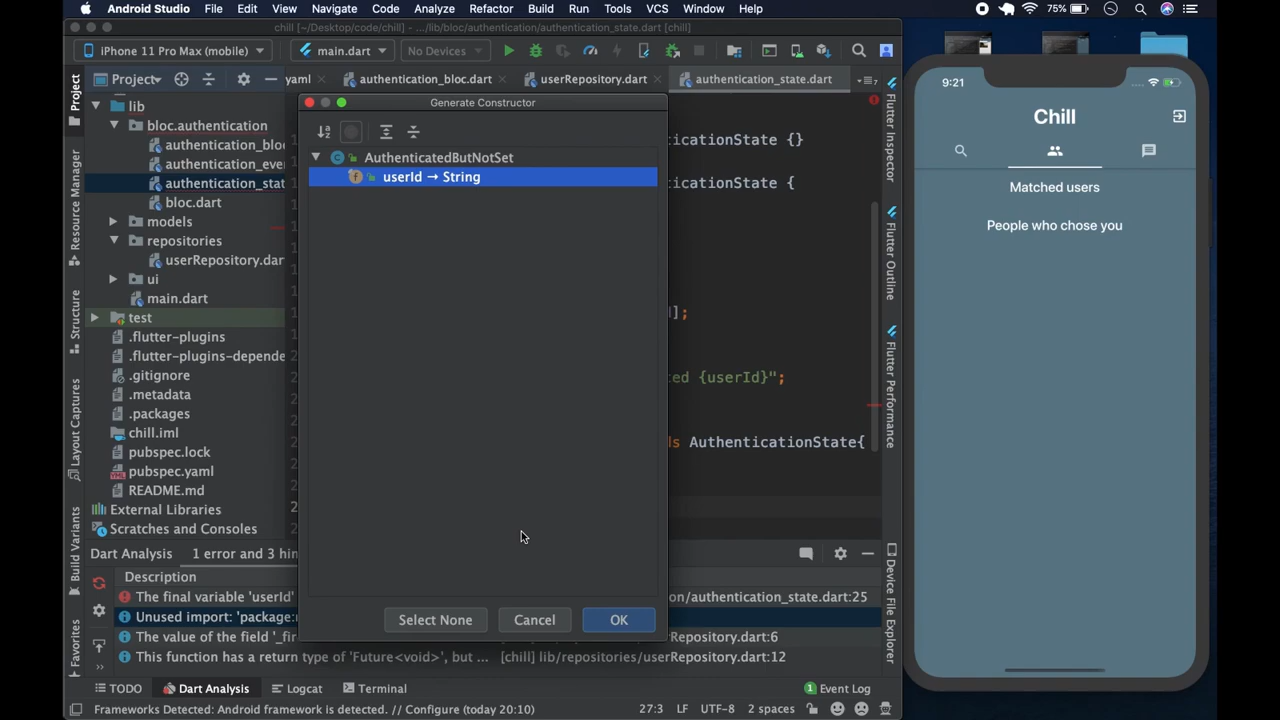 Android Studio File Edit View Navigate Code Analyze Refactor Build Run Tools VCS Window Help 75%
chill [~/Desktop/code/chill] - .../lib/bloc/authentication/authentication_state.dart [chill]
iPhone 11 Pro Max (mobile) main.dart No Devices
Project yaml authentication_bloc.dart userRepository.dart authentication_state.dart
Generate Constructor
AuthenticatedButNotSet
userId → String
Select None Cancel OK
lib
bloc.authentication
authentication_bloc
authentication_eve
authentication_stat
bloc.dart
models
repositories
userRepository.dar
ui
main.dart
test
.flutter-plugins
.flutter-plugins-depende
.gitignore
.metadata
.packages
chill.iml
pubspec.lock
pubspec.yaml
README.md
External Libraries
Scratches and Consoles
icationState {}
icationState {
];
ed {userId}";
s AuthenticationState{
Dart Analysis 1 error and 3 hin
Description
The final variable 'userId' on/authentication_state.dart:25
Unused import: 'package:r
The value of the field '_fir epository.dart:6
This function has a return type of 'Future<void>', but ... [chill] lib/repositories/userRepository.dart:12
TODO Dart Analysis Logcat Terminal 1 Event Log
Frameworks Detected: Android framework is detected. // Configure (today 20:10) 27:3 LF UTF-8 2 spaces
Project
Resource Manager
Structure
Layout Captures
Build Variants
Favorites
Flutter Inspector
Flutter Outline
Flutter Performance
Device File Explorer
9:21
Chill
Matched users
People who chose you